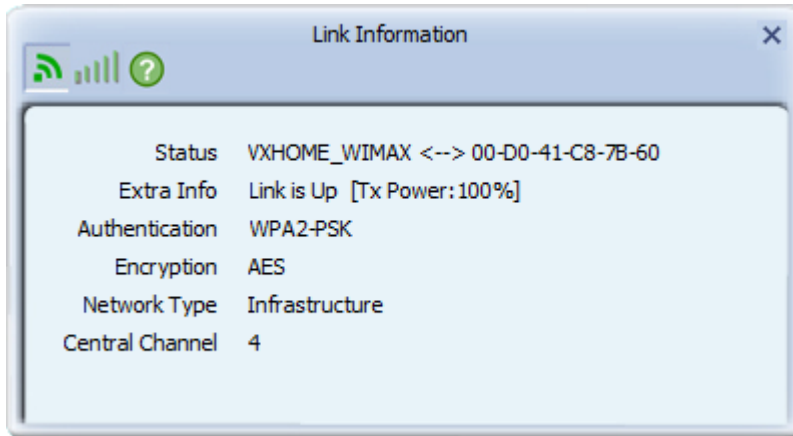 Link Information
Status VXHOME_WIMAX <--> 00-D0-41-C8-7B-60
Extra Info Link is Up [Tx Power:100%]
Authentication WPA2-PSK
Encryption AES
Network Type Infrastructure
Central Channel 4